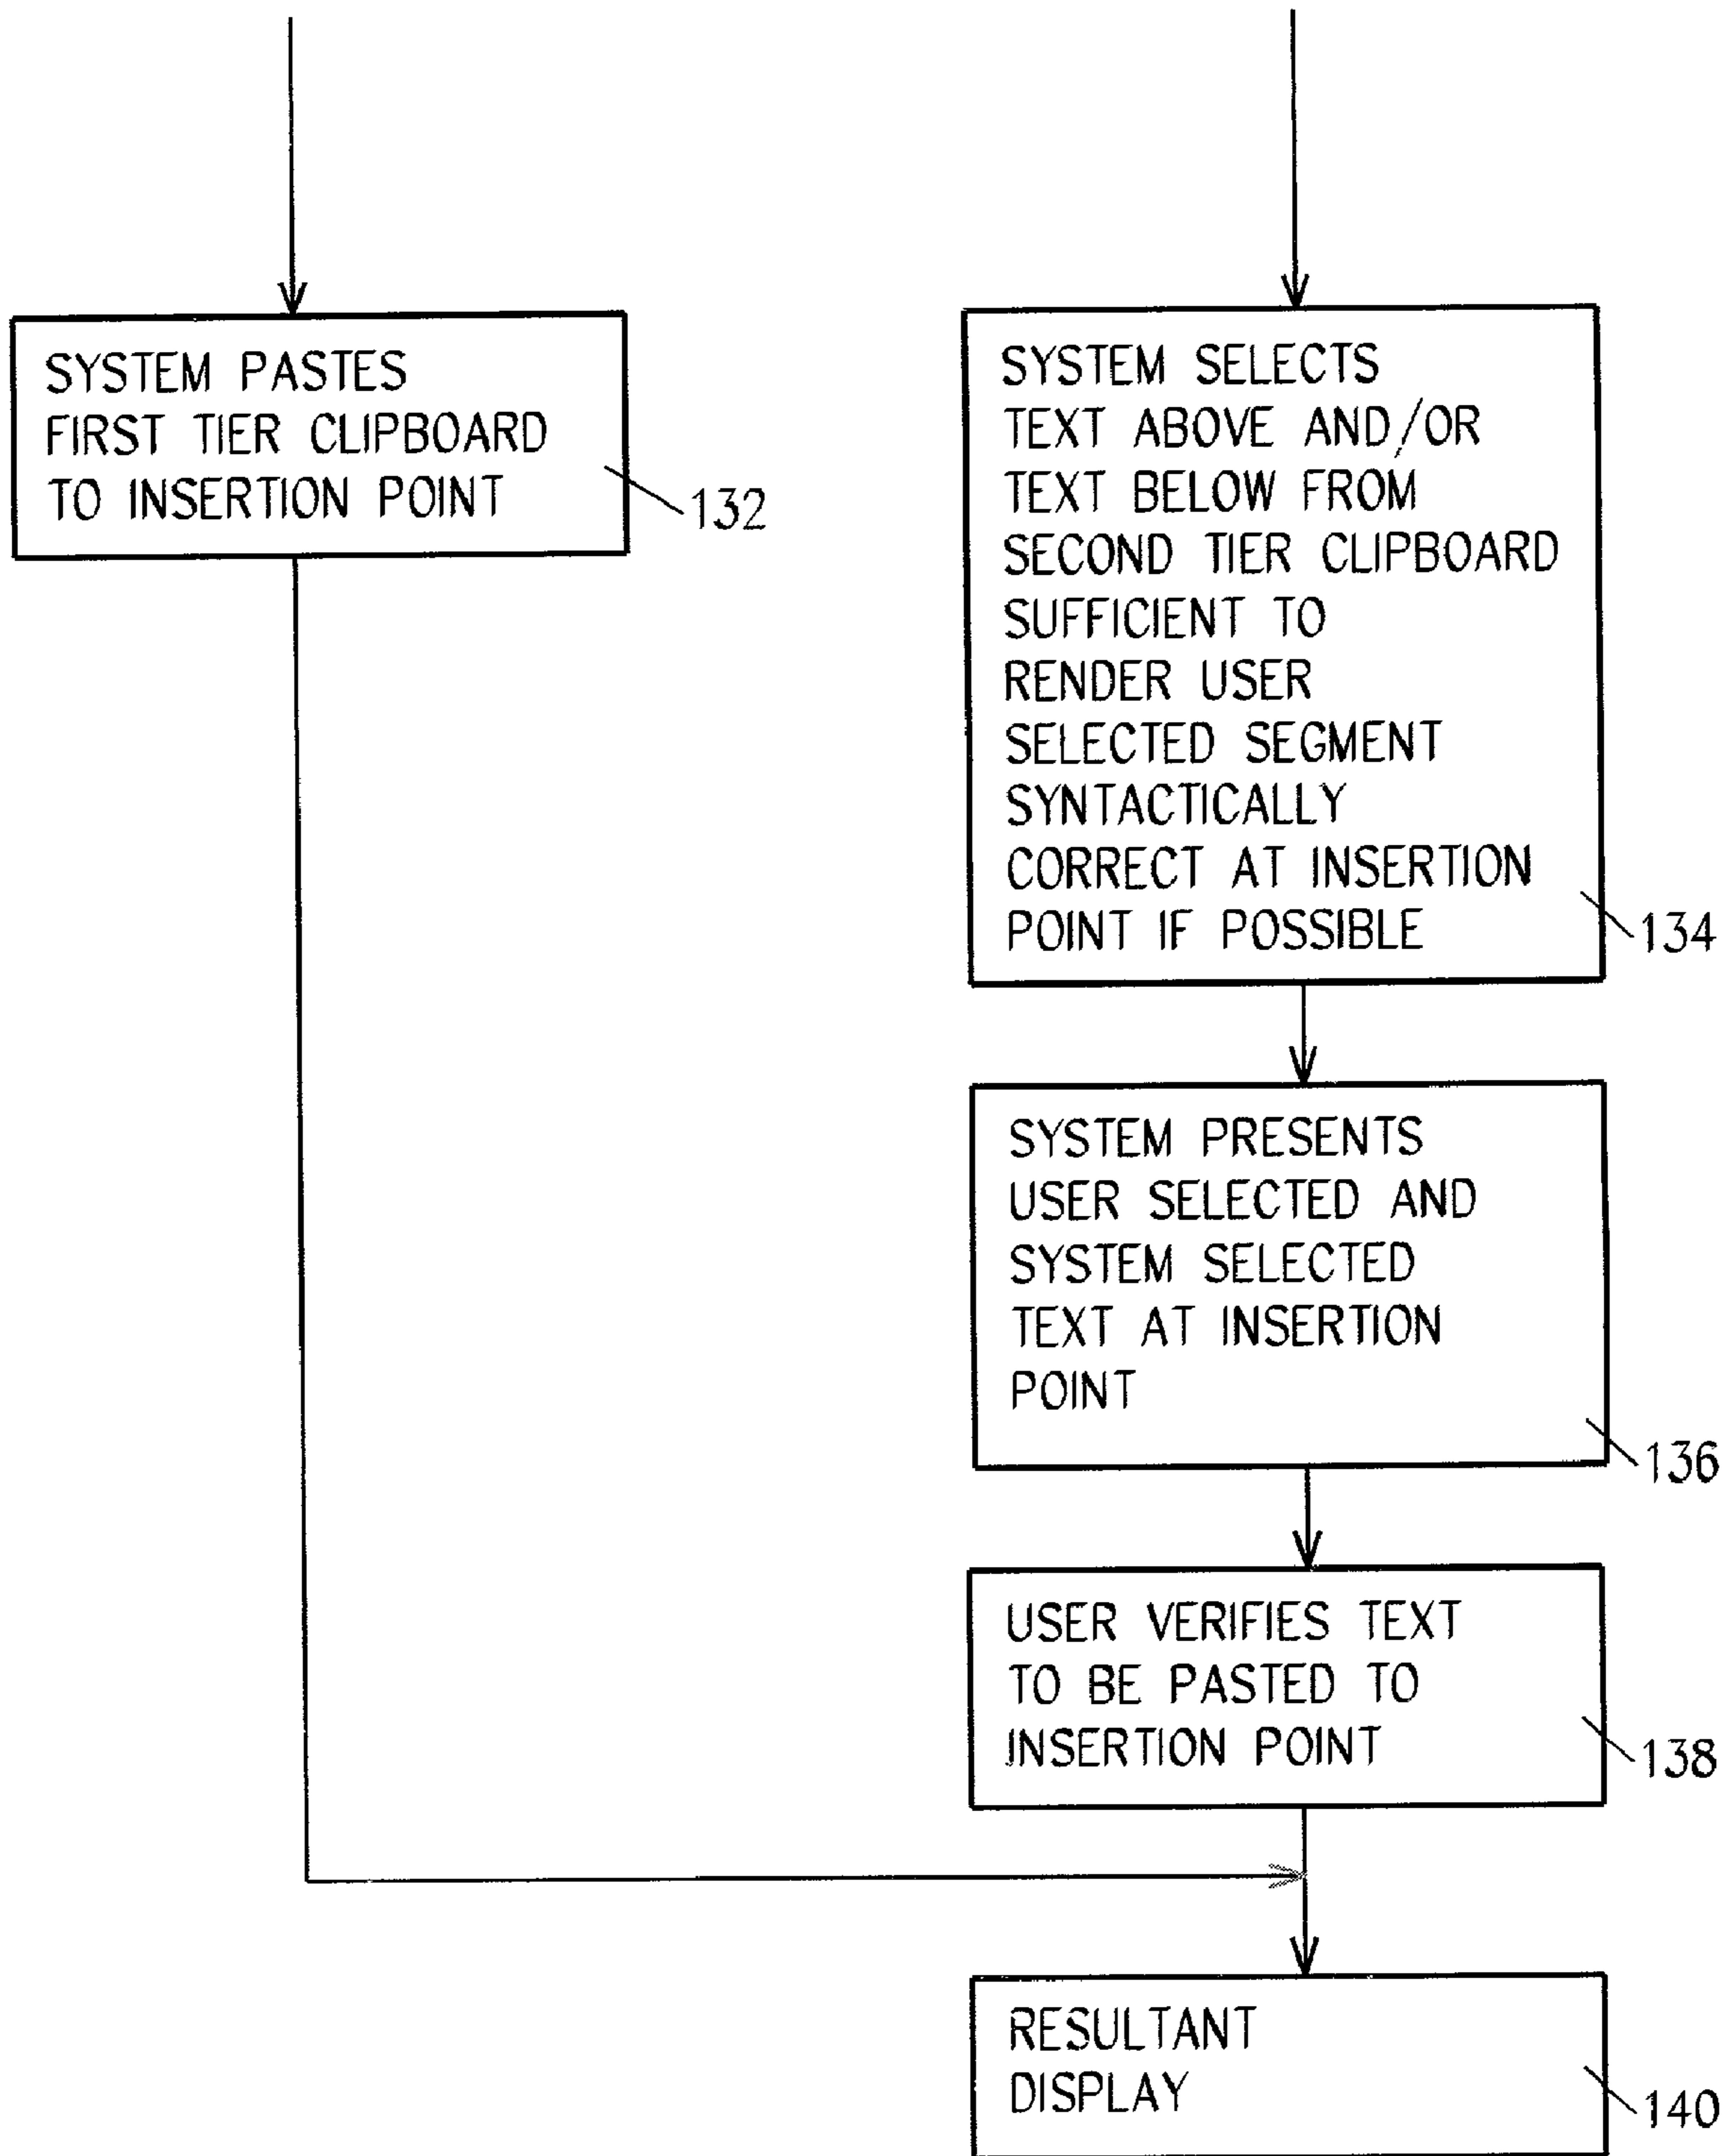 SYSTEM PASTES
FIRST TIER CLIPBOARD
TO INSERTION POINT
132
SYSTEM SELECTS
TEXT ABOVE AND/OR
TEXT BELOW FROM
SECOND TIER CLIPBOARD
SUFFICIENT TO
RENDER USER
SELECTED SEGMENT
SYNTACTICALLY
CORRECT AT INSERTION
POINT IF POSSIBLE
134
SYSTEM PRESENTS
USER SELECTED AND
SYSTEM SELECTED
TEXT AT INSERTION
POINT
136
USER VERIFIES TEXT
TO BE PASTED TO
INSERTION POINT
138
RESULTANT
DISPLAY
140